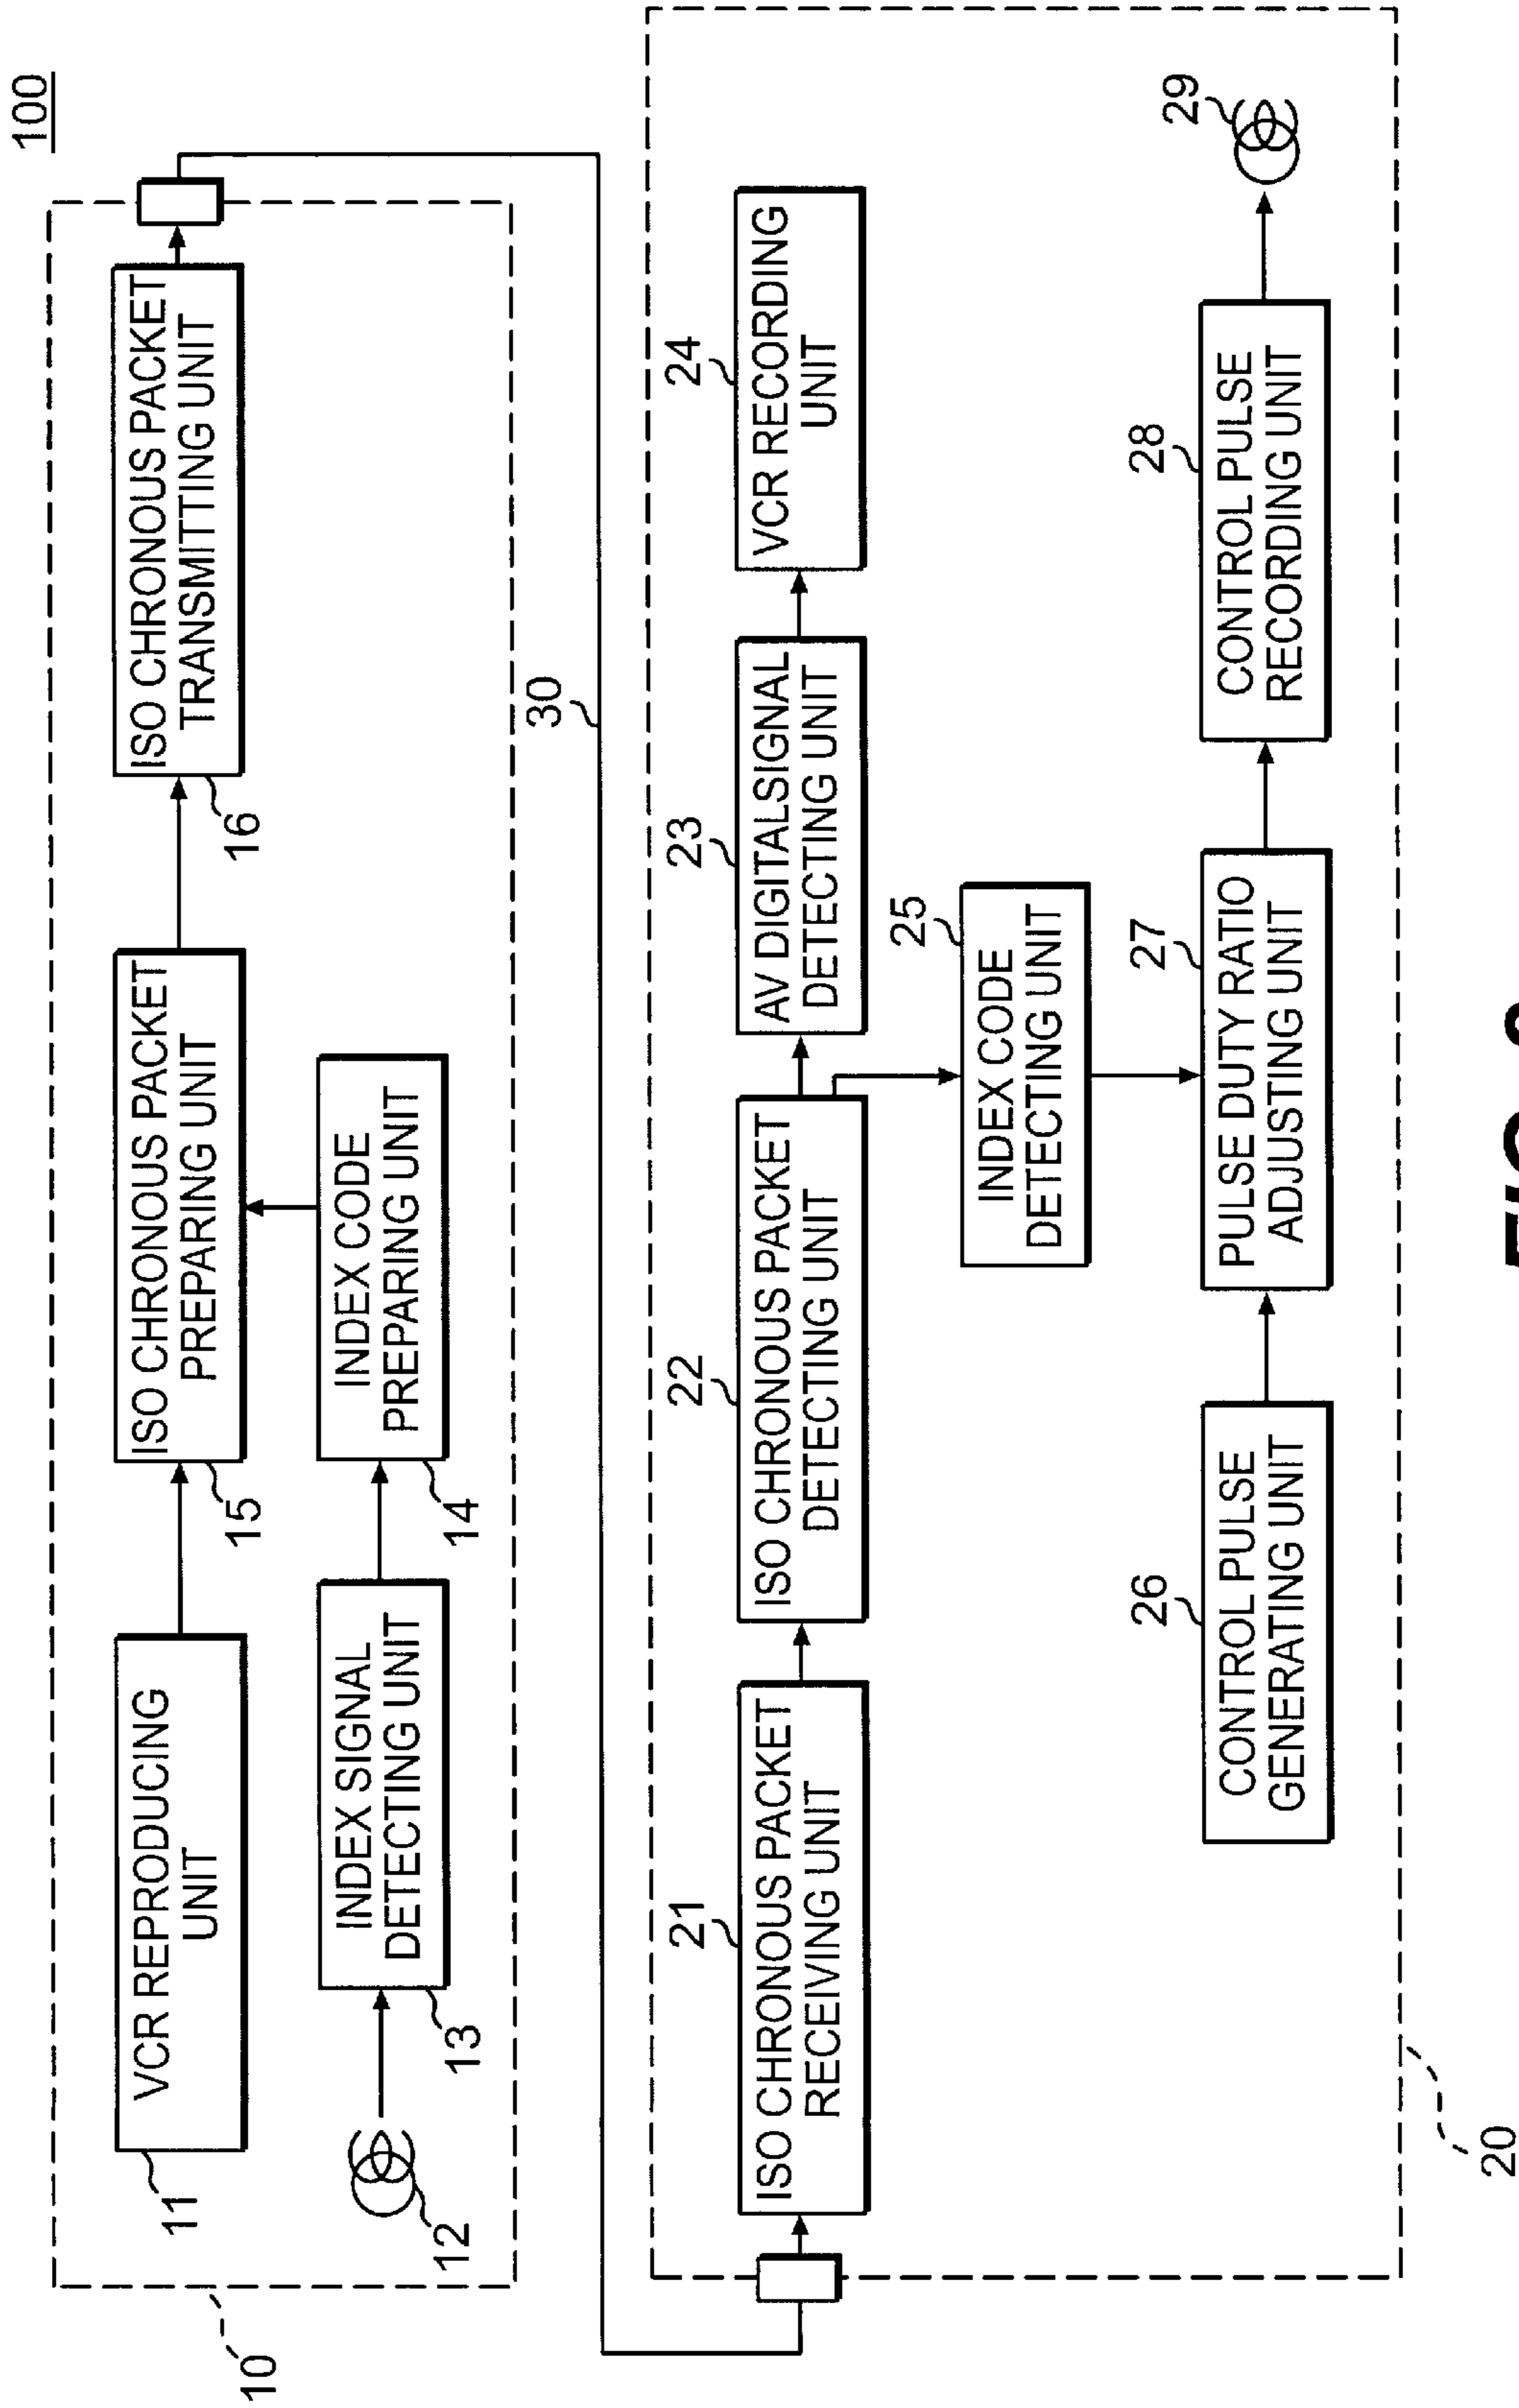 100
VCR REPRODUCING
UNIT
11
ISO CHRONOUS PACKET
PREPARING UNIT
15
ISO CHRONOUS PACKET
TRANSMITTING UNIT
16
12
INDEX SIGNAL
DETECTING UNIT
13
INDEX CODE
PREPARING UNIT
14
10
30
21
ISO CHRONOUS PACKET
RECEIVING UNIT
22
ISO CHRONOUS PACKET
DETECTING UNIT
23
AV DIGITALSIGNAL
DETECTING UNIT
24
VCR RECORDING
UNIT
25
INDEX CODE
DETECTING UNIT
26
CONTROL PULSE
GENERATING UNIT
27
PULSE DUTY RATIO
ADJUSTING UNIT
28
CONTROL PULSE
RECORDING UNIT
29
20